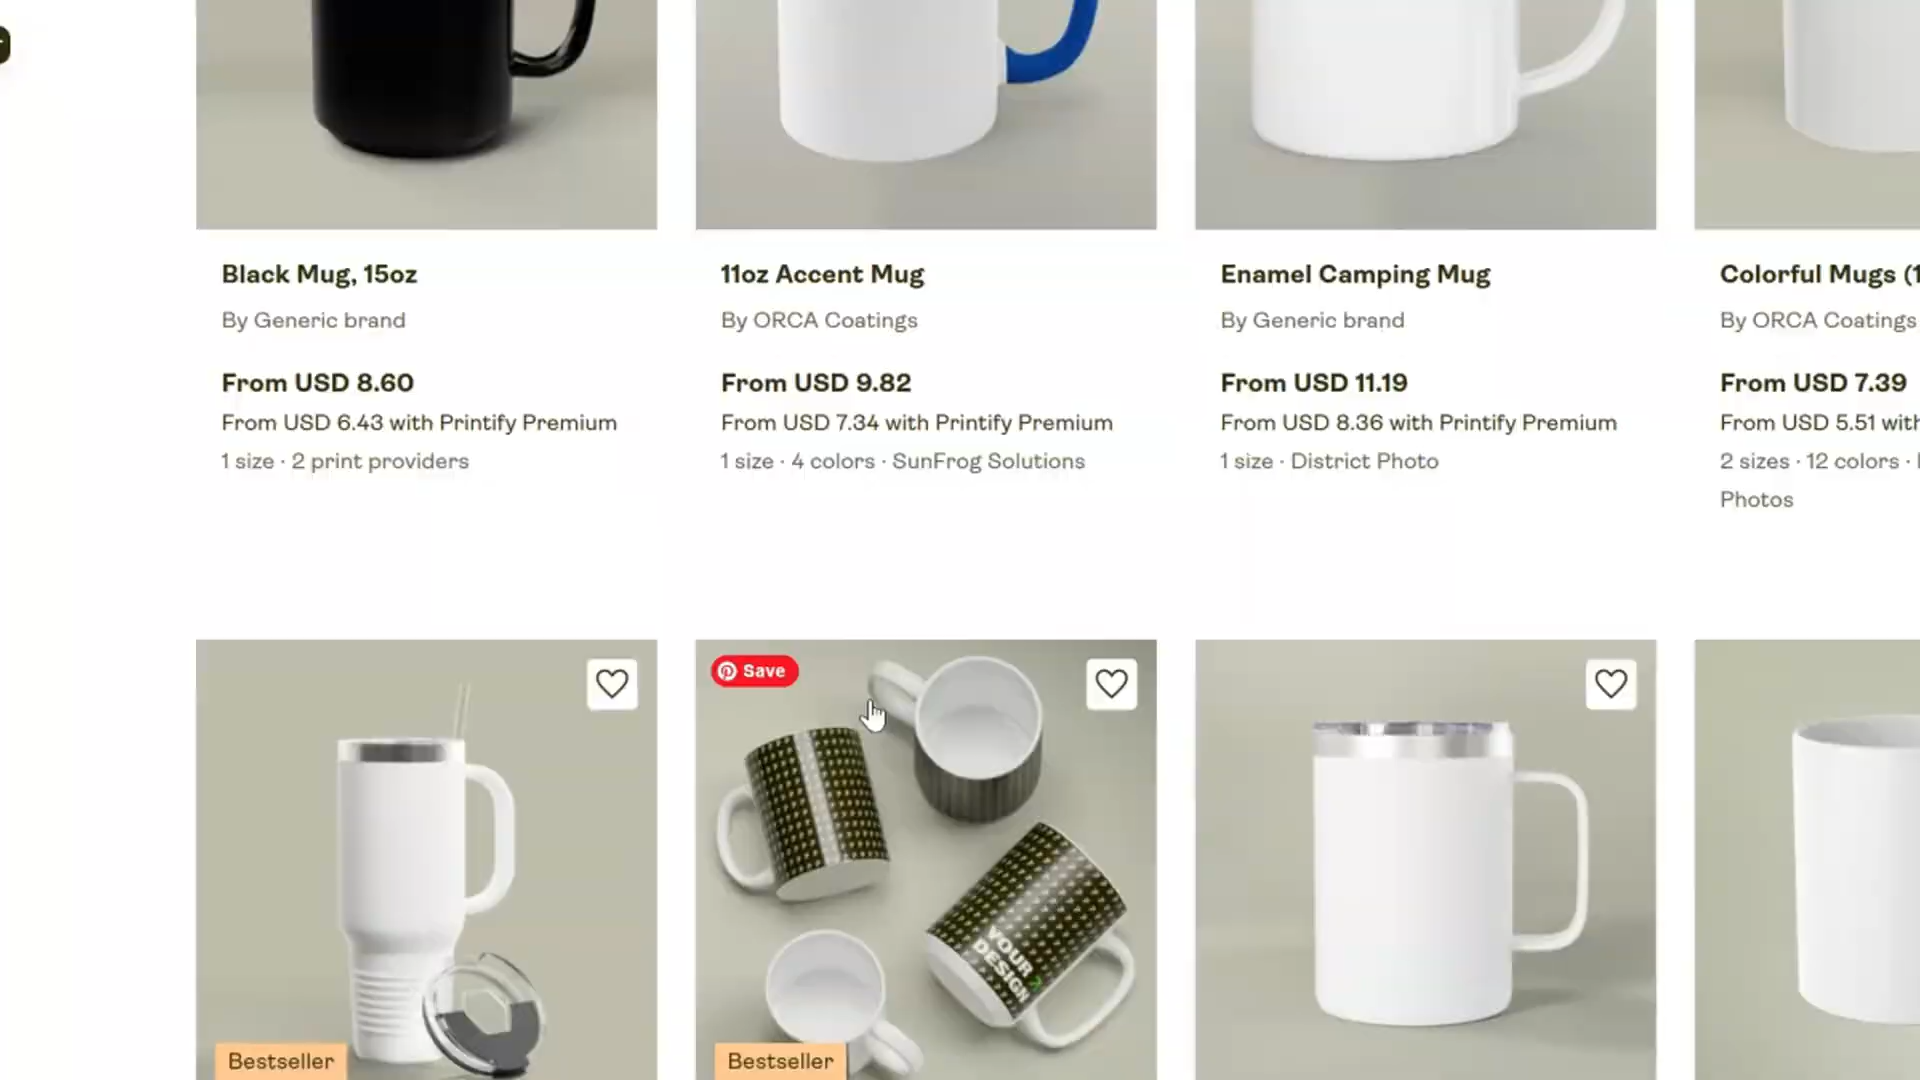 Black Mug, 15oz
By Generic brand
From USD 8.60
From USD 6.43 with Printify Premium
1 size · 2 print providers
11oz Accent Mug
By ORCA Coatings
From USD 9.82
From USD 7.34 with Printify Premium
1 size · 4 colors · SunFrog Solutions
Enamel Camping Mug
By Generic brand
From USD 11.19
From USD 8.36 with Printify Premium
1 size · District Photo
Colorful Mugs (1
By ORCA Coatings
From USD 7.39
From USD 5.51 with
2 sizes · 12 colors ·
Photos
Bestseller
Save
YOUR
DESIGN
Bestseller